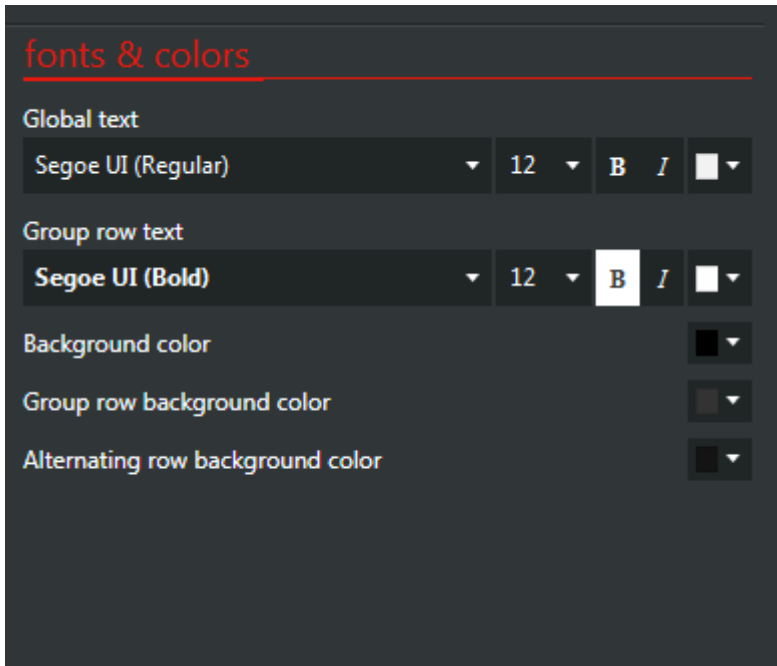 fonts & colors
Global text
Segoe UI (Regular) 12 B I
Group row text
Segoe UI (Bold) 12 B I
Background color
Group row background color
Alternating row background color